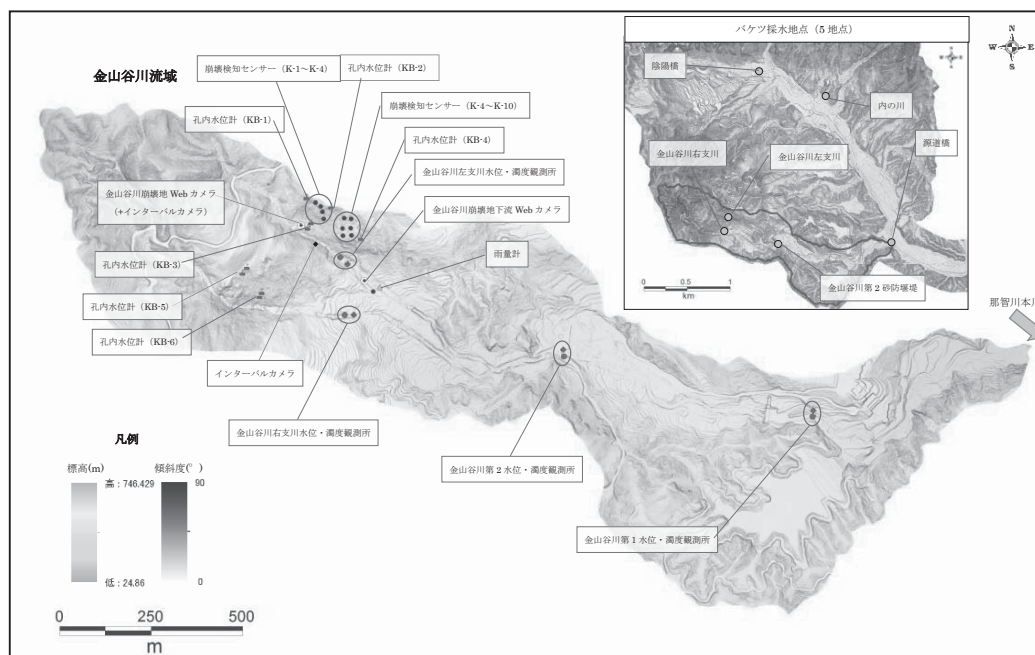 金山谷川流域
崩壊検知センサー（K-1～K-4）
孔内水位計（KB-2）
孔内水位計（KB-1）
崩壊検知センサー（K-4～K-10）
孔内水位計（KB-4）
金山谷川左支川水位・濁度観測所
金山谷川崩壊地 Web カメラ
（+インターバルカメラ）
金山谷川崩壊地下流 Web カメラ
孔内水位計（KB-3）
雨量計
孔内水位計（KB-5）
孔内水位計（KB-6）
インターバルカメラ
金山谷川右支川水位・濁度観測所
金山谷川第 2 水位・濁度観測所
金山谷川第 1 水位・濁度観測所
那智川本川
バケツ採水地点（5 地点）
陰陽橋
内の川
源道橋
金山谷川右支川
金山谷川左支川
金山谷川第 2 砂防堰堤
0 0.5 1
km
N
W E
S
凡例
標高(m) 傾斜度(°)
高：746.429 90
低：24.86 0
0 250 500
m